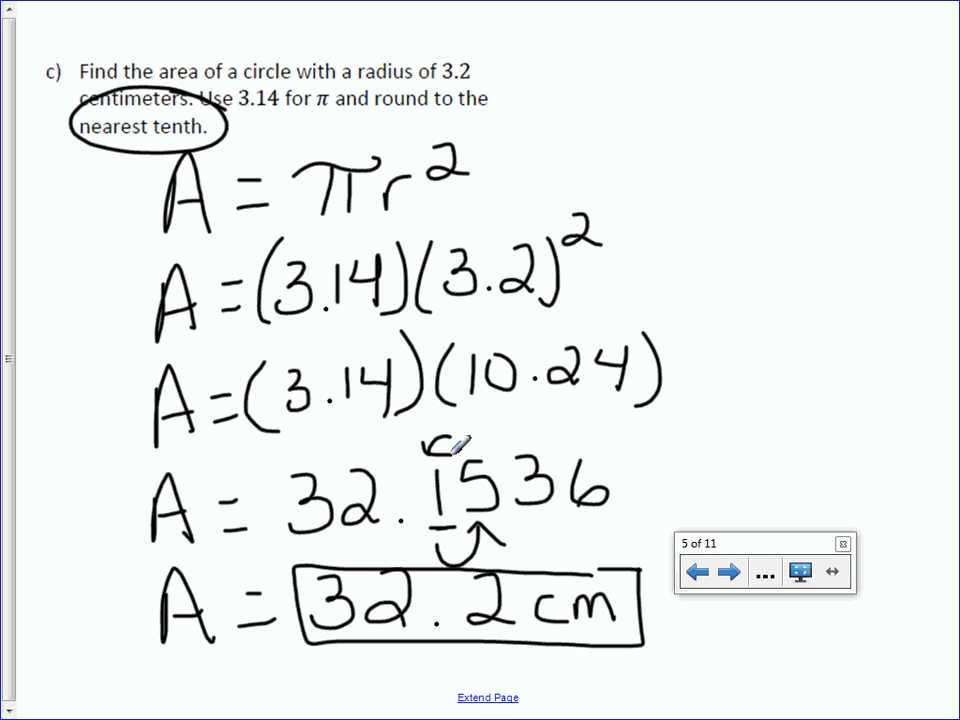 c) Find the area of a circle with a radius of 3.2
centimeters. Use 3.14 for π and round to the
nearest tenth.
A = πr²
A = (3.14)(3.2)²
A = (3.14)(10.24)
A = 32.1536
A = 32.2 cm
5 of 11
...
Extend Page